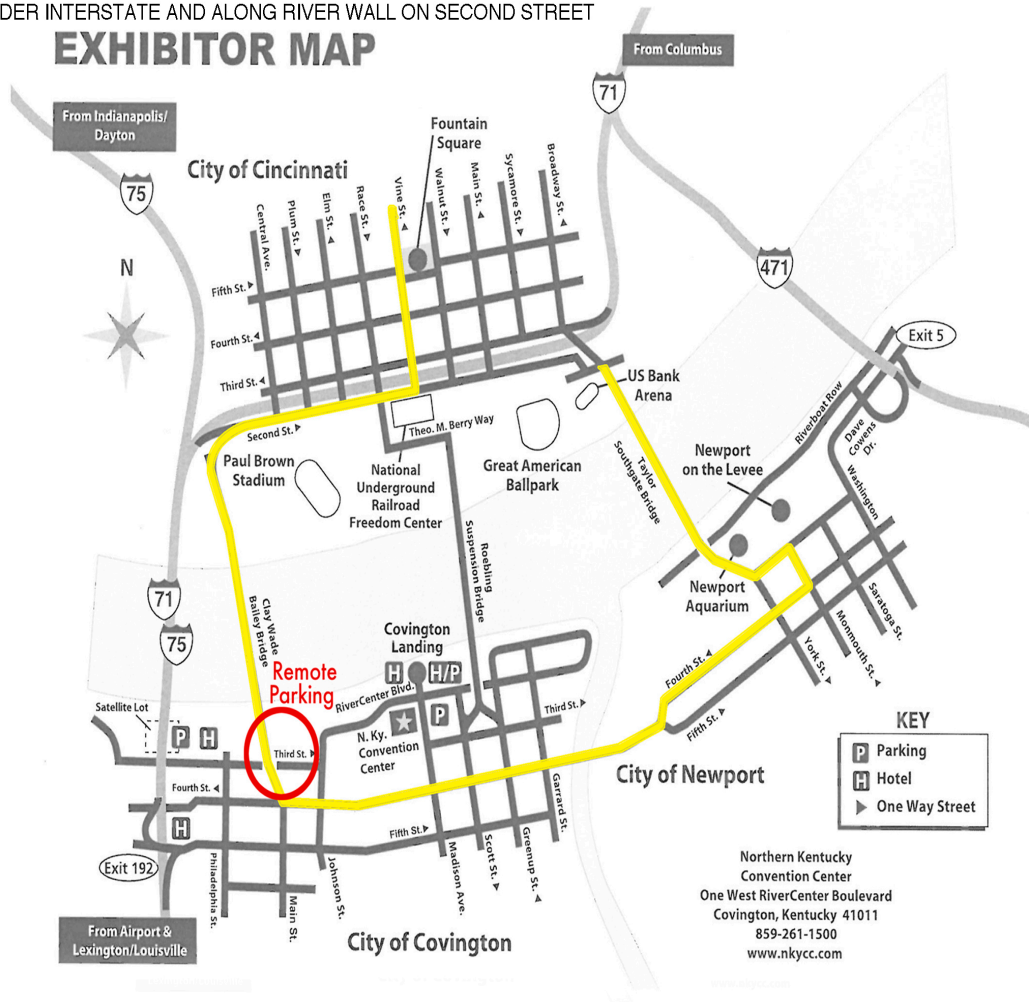 DER INTERSTATE AND ALONG RIVER WALL ON SECOND STREET
EXHIBITOR MAP
From Columbus
71
From Indianapolis/
Dayton
Fountain
Square
City of Cincinnati
75
Central Ave.
Plum St.
Elm St.
Race St.
Vine St.
Walnut St.
Main St.
Sycamore St.
Broadway St.
N
471
Fifth St.
Fourth St.
Third St.
Exit 5
US Bank
Arena
Riverboat Row
Dave
Cowens
Dr.
Second St.
Theo. M. Berry Way
Paul Brown
Stadium
National
Underground
Railroad
Freedom Center
Great American
Ballpark
Taylor
Southgate Bridge
Newport
on the Levee
Washington
Roebling
Suspension Bridge
Newport
Aquarium
71
75
Clay Wade
Bailey Bridge
Saratoga St.
Monmouth St.
York St.
Covington
Landing
H
H/P
Remote
Parking
RiverCenter Blvd.
Fourth St.
Fifth St.
Satellite Lot
P
H
P
N. Ky.
Convention
Center
Third St.
Third St.
City of Newport
KEY
P Parking
H Hotel
One Way Street
Fourth St.
H
Fifth St.
Garrard St.
Exit 192
Philadelphia St.
Main St.
Johnson St.
Madison Ave.
Scott St.
Greenup St.
From Airport &
Lexington/Louisville
City of Covington
Northern Kentucky
Convention Center
One West RiverCenter Boulevard
Covington, Kentucky 41011
859-261-1500
www.nkycc.com